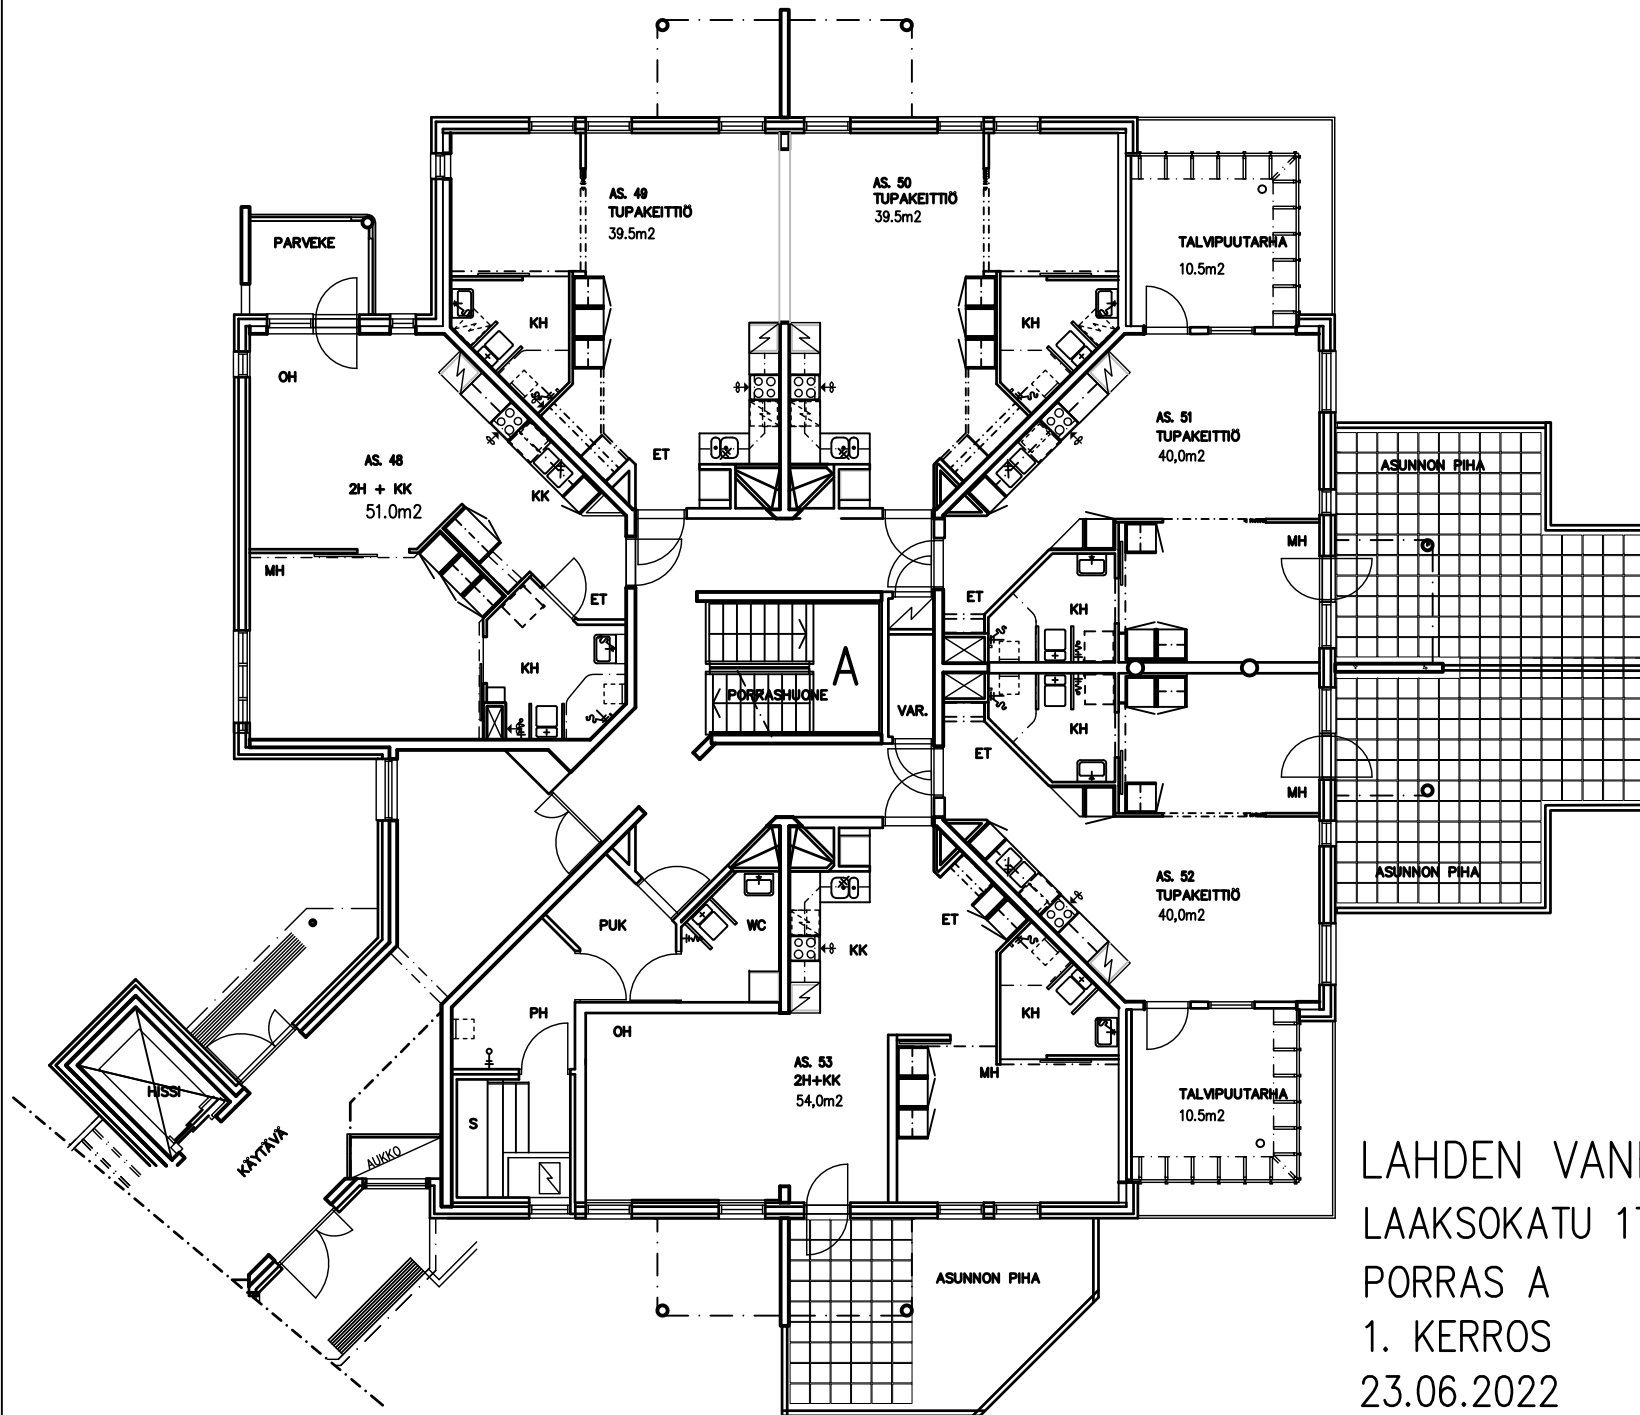 AS. 49
TUPAKEITTIÖ
39.5m2
AS. 50
TUPAKEITTIÖ
39.5m2
PARVEKE
TALVIPUUTARHA
10.5m2
KH
KH
OH
AS. 48
2H + KK
51.0m2
KK
ET
AS. 51
TUPAKEITTIÖ
40,0m2
ASUNNON PIHA
MH
MH
ET
ET
KH
KH
A
PORRASHUONE
VAR.
KH
ET
MH
AS. 52
TUPAKEITTIÖ
40,0m2
ASUNNON PIHA
PUK
WC
KK
ET
PH
OH
KH
AS. 53
2H+KK
54,0m2
MH
TALVIPUUTARHA
10.5m2
HISSI
S
KÄYTÄVÄ
AUKKO
ASUNNON PIHA
LAHDEN
LAAKSOKATU
PORRAS A
1. KERROS
23.06.2022